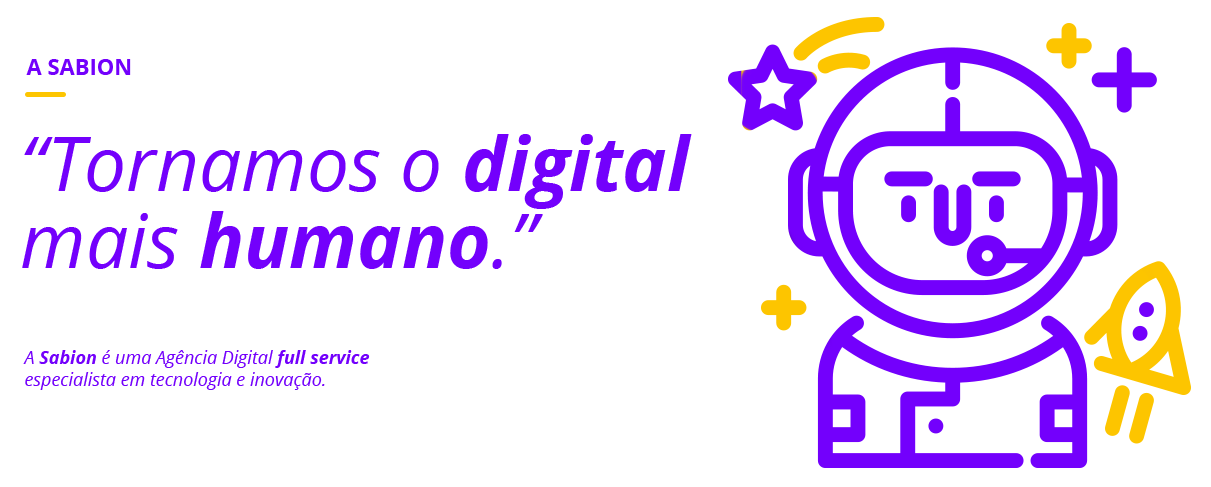 A SABION
“Tornamos o digital
mais humano.”
A Sabion é uma Agência Digital full service
especialista em tecnologia e inovação.